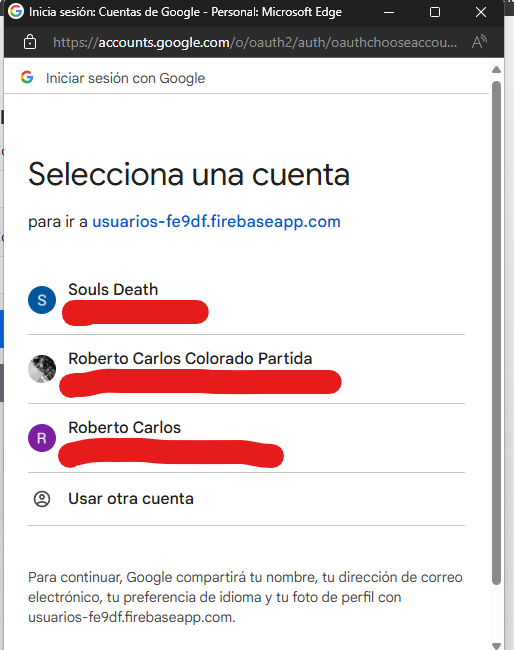 Inicia sesión: Cuentas de Google - Personal: Microsoft Edge
https://accounts.google.com/o/oauth2/auth/oauthchooseaccou...
Iniciar sesión con Google
Selecciona una cuenta
para ir a usuarios-fe9df.firebaseapp.com
S
Souls Death
Roberto Carlos Colorado Partida
R
Roberto Carlos
Usar otra cuenta
Para continuar, Google compartirá tu nombre, tu dirección de correo
electrónico, tu preferencia de idioma y tu foto de perfil con
usuarios-fe9df.firebaseapp.com.